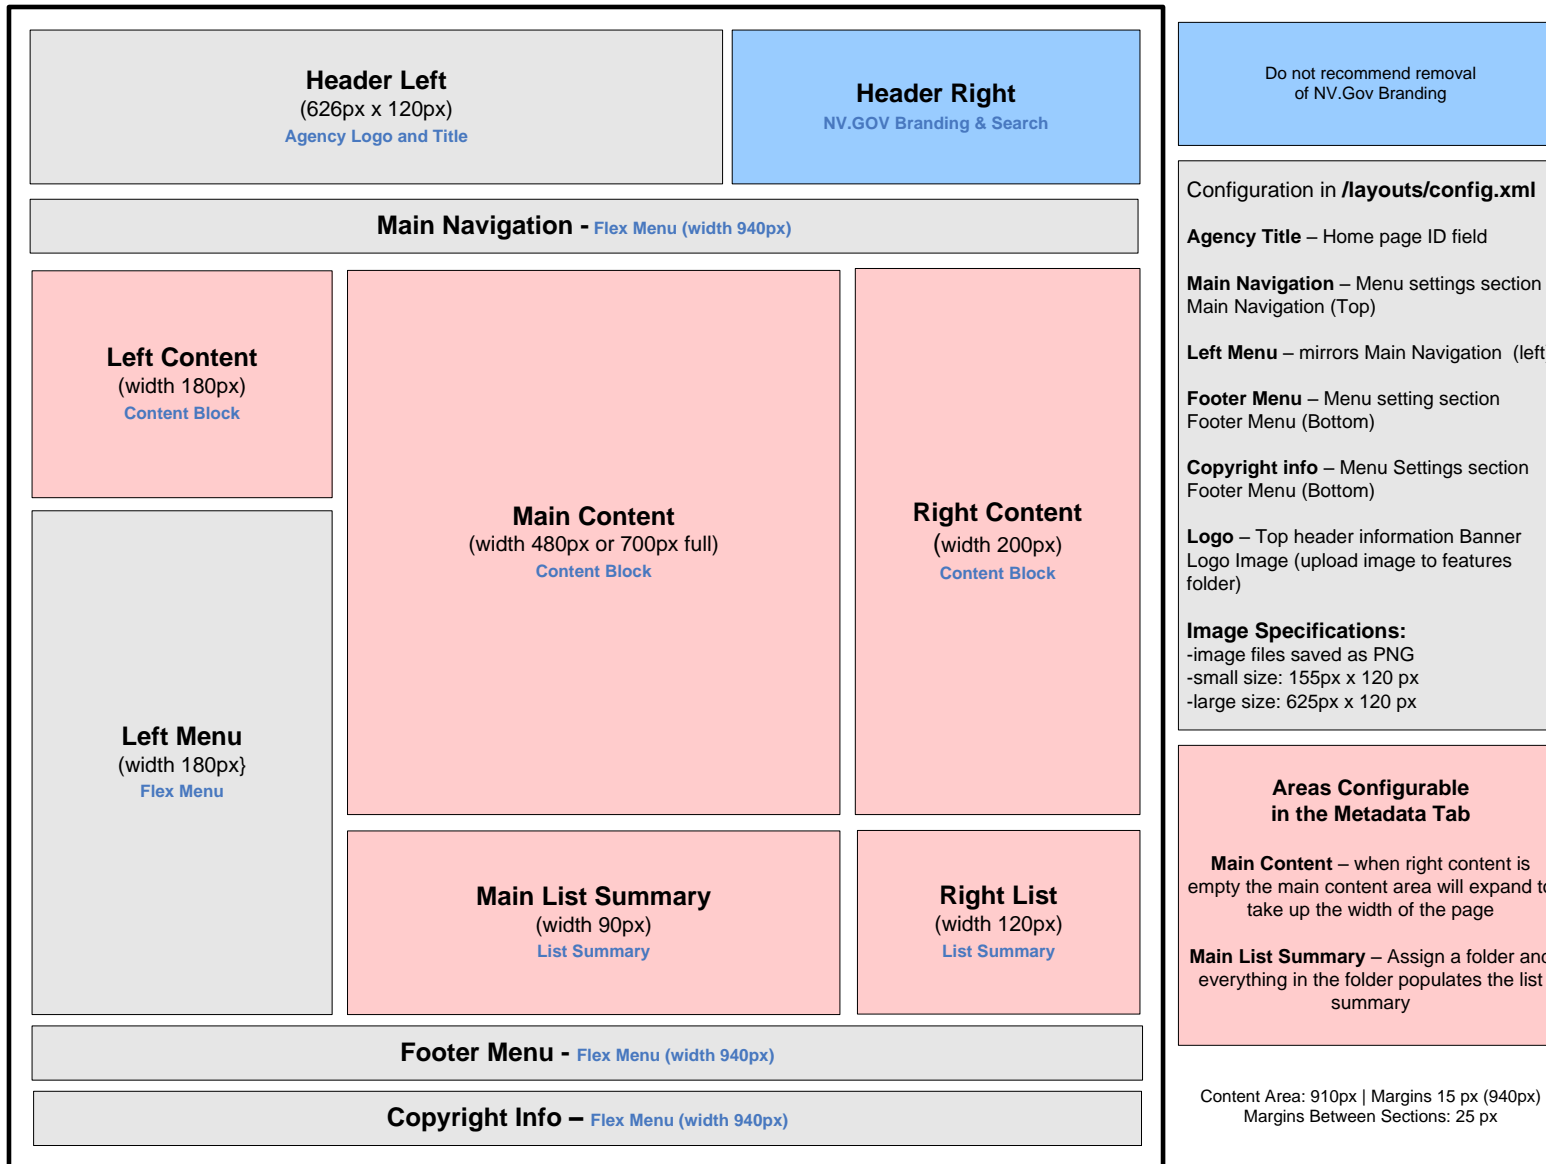 Header Left
(626px x 120px)
Agency Logo and Title
Header Right
NV.GOV Branding & Search
Main Navigation - Flex Menu (width 940px)
Left Content
(width 180px)
Content Block
Main Content
(width 480px or 700px full)
Content Block
Right Content
(width 200px)
Content Block
Left Menu
(width 180px}
Flex Menu
Main List Summary
(width 90px)
List Summary
Right List
(width 120px)
List Summary
Footer Menu - Flex Menu (width 940px)
Copyright Info – Flex Menu (width 940px)
Do not recommend removal
of NV.Gov Branding
Configuration in /layouts/config.xml
Agency Title – Home page ID field
Main Navigation – Menu settings section
Main Navigation (Top)
Left Menu – mirrors Main Navigation  (left
Footer Menu – Menu setting section
Footer Menu (Bottom)
Copyright info – Menu Settings section
Footer Menu (Bottom)
Logo – Top header information Banner
Logo Image (upload image to features
folder)
Image Specifications:
-image files saved as PNG
-small size: 155px x 120 px
-large size: 625px x 120 px
Areas Configurable
in the Metadata Tab
Main Content – when right content is
empty the main content area will expand to
take up the width of the page
Main List Summary – Assign a folder and
everything in the folder populates the list
summary
Content Area: 910px | Margins 15 px (940px)
Margins Between Sections: 25 px